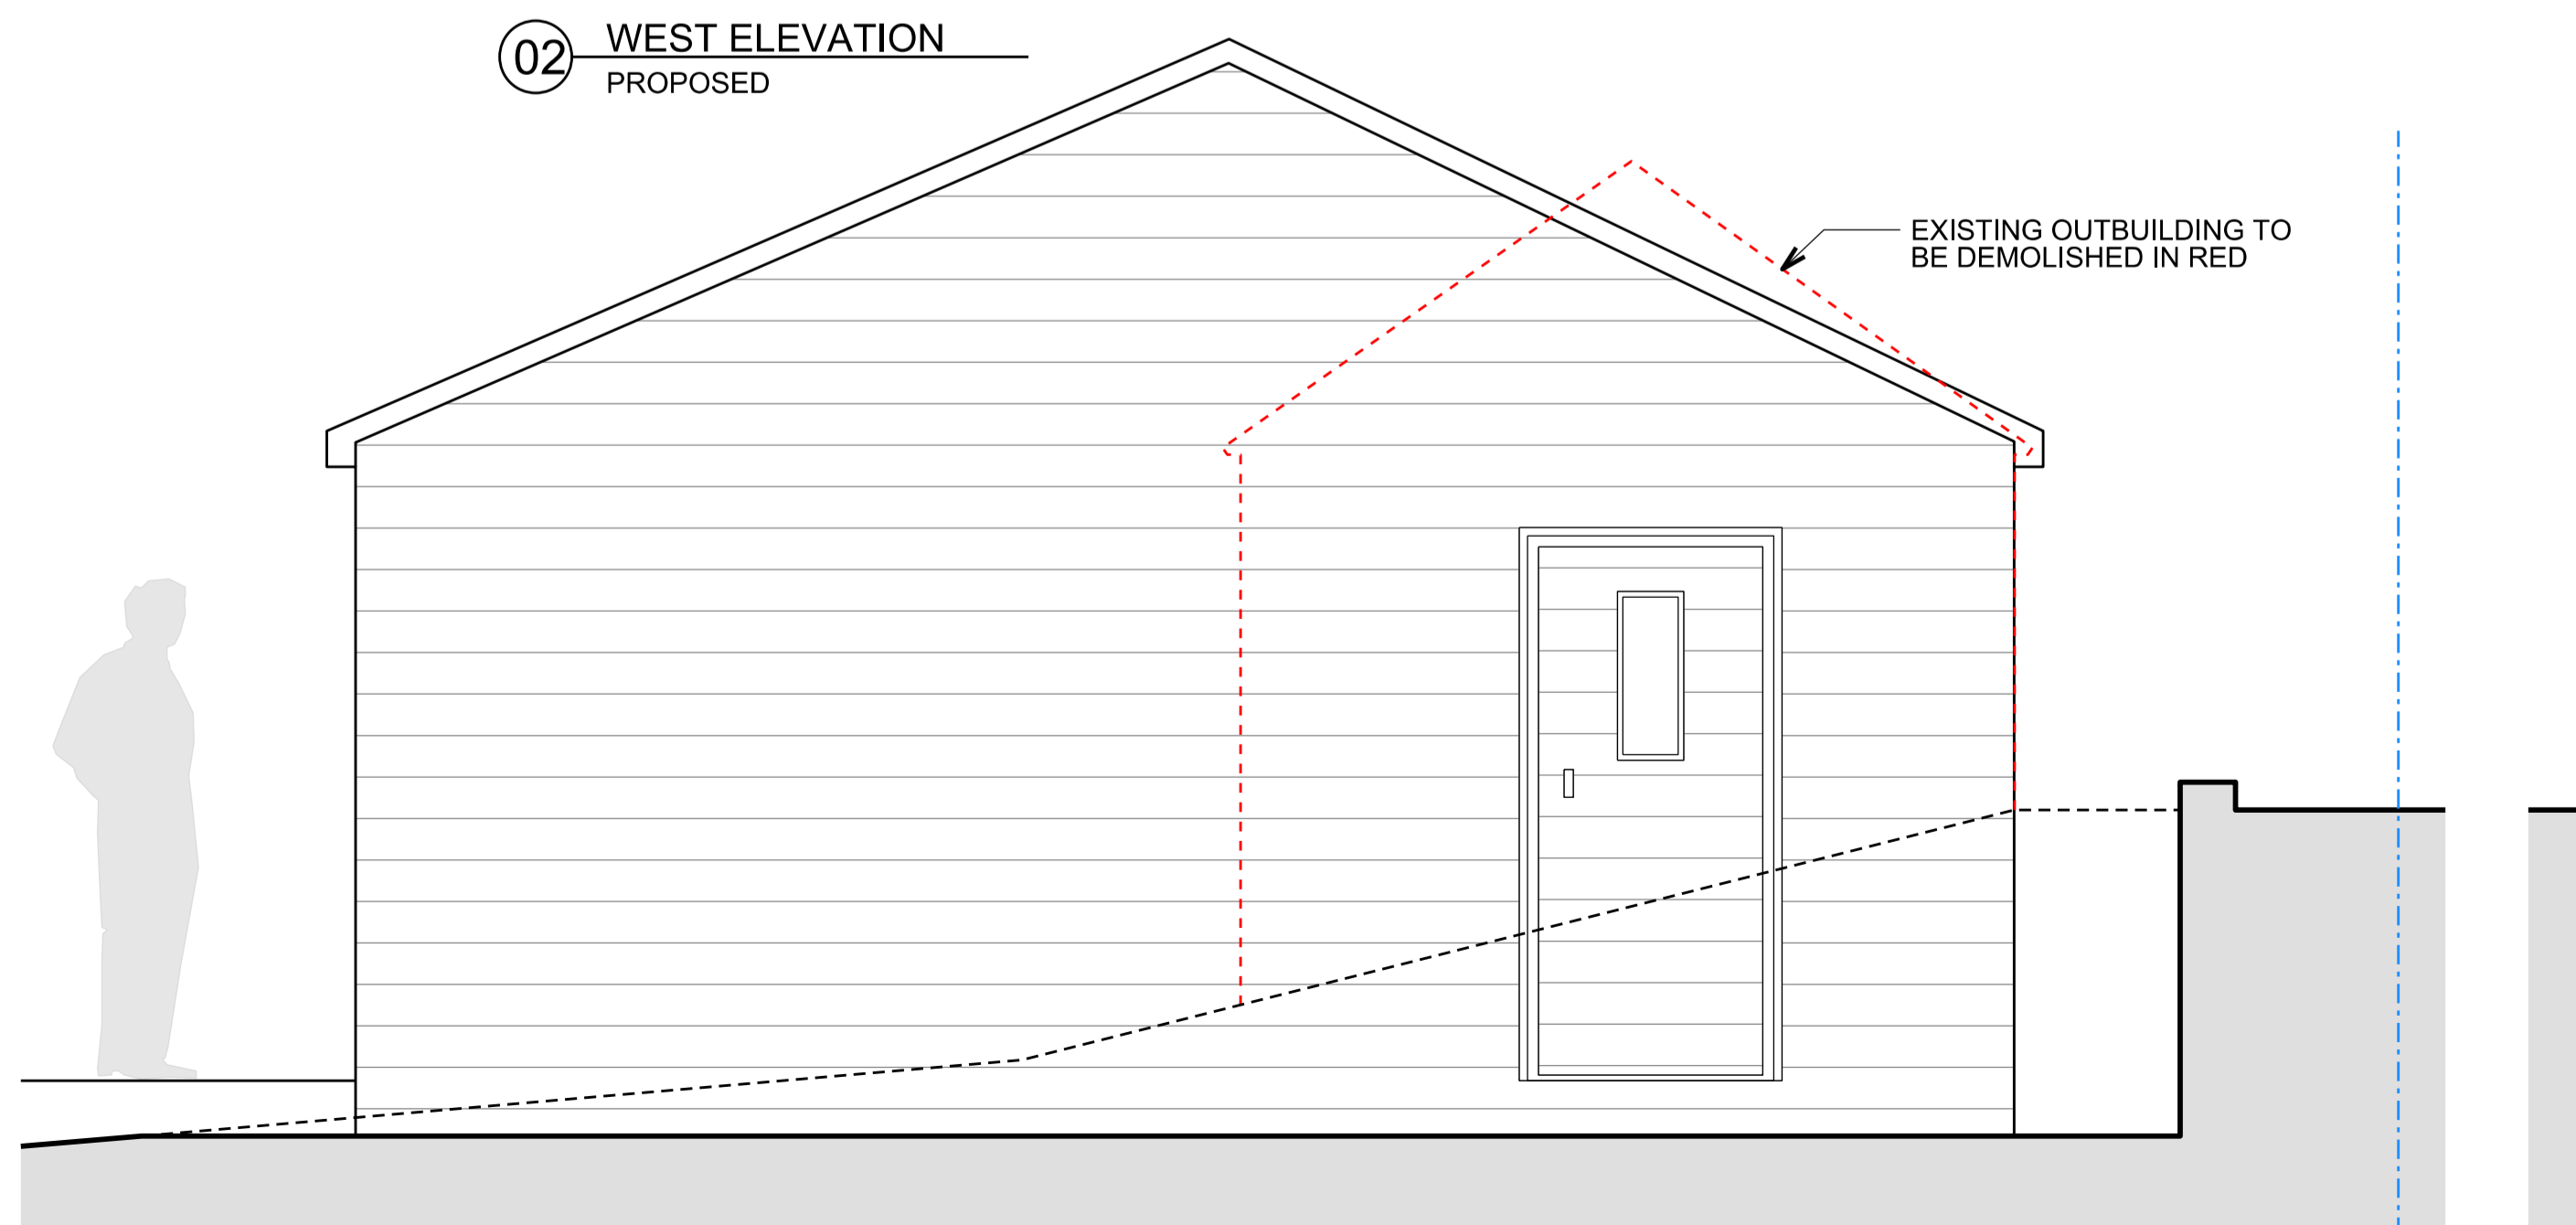 02
WEST ELEVATION
PROPOSED
EXISTING OUTBUILDING TO
BE DEMOLISHED IN RED